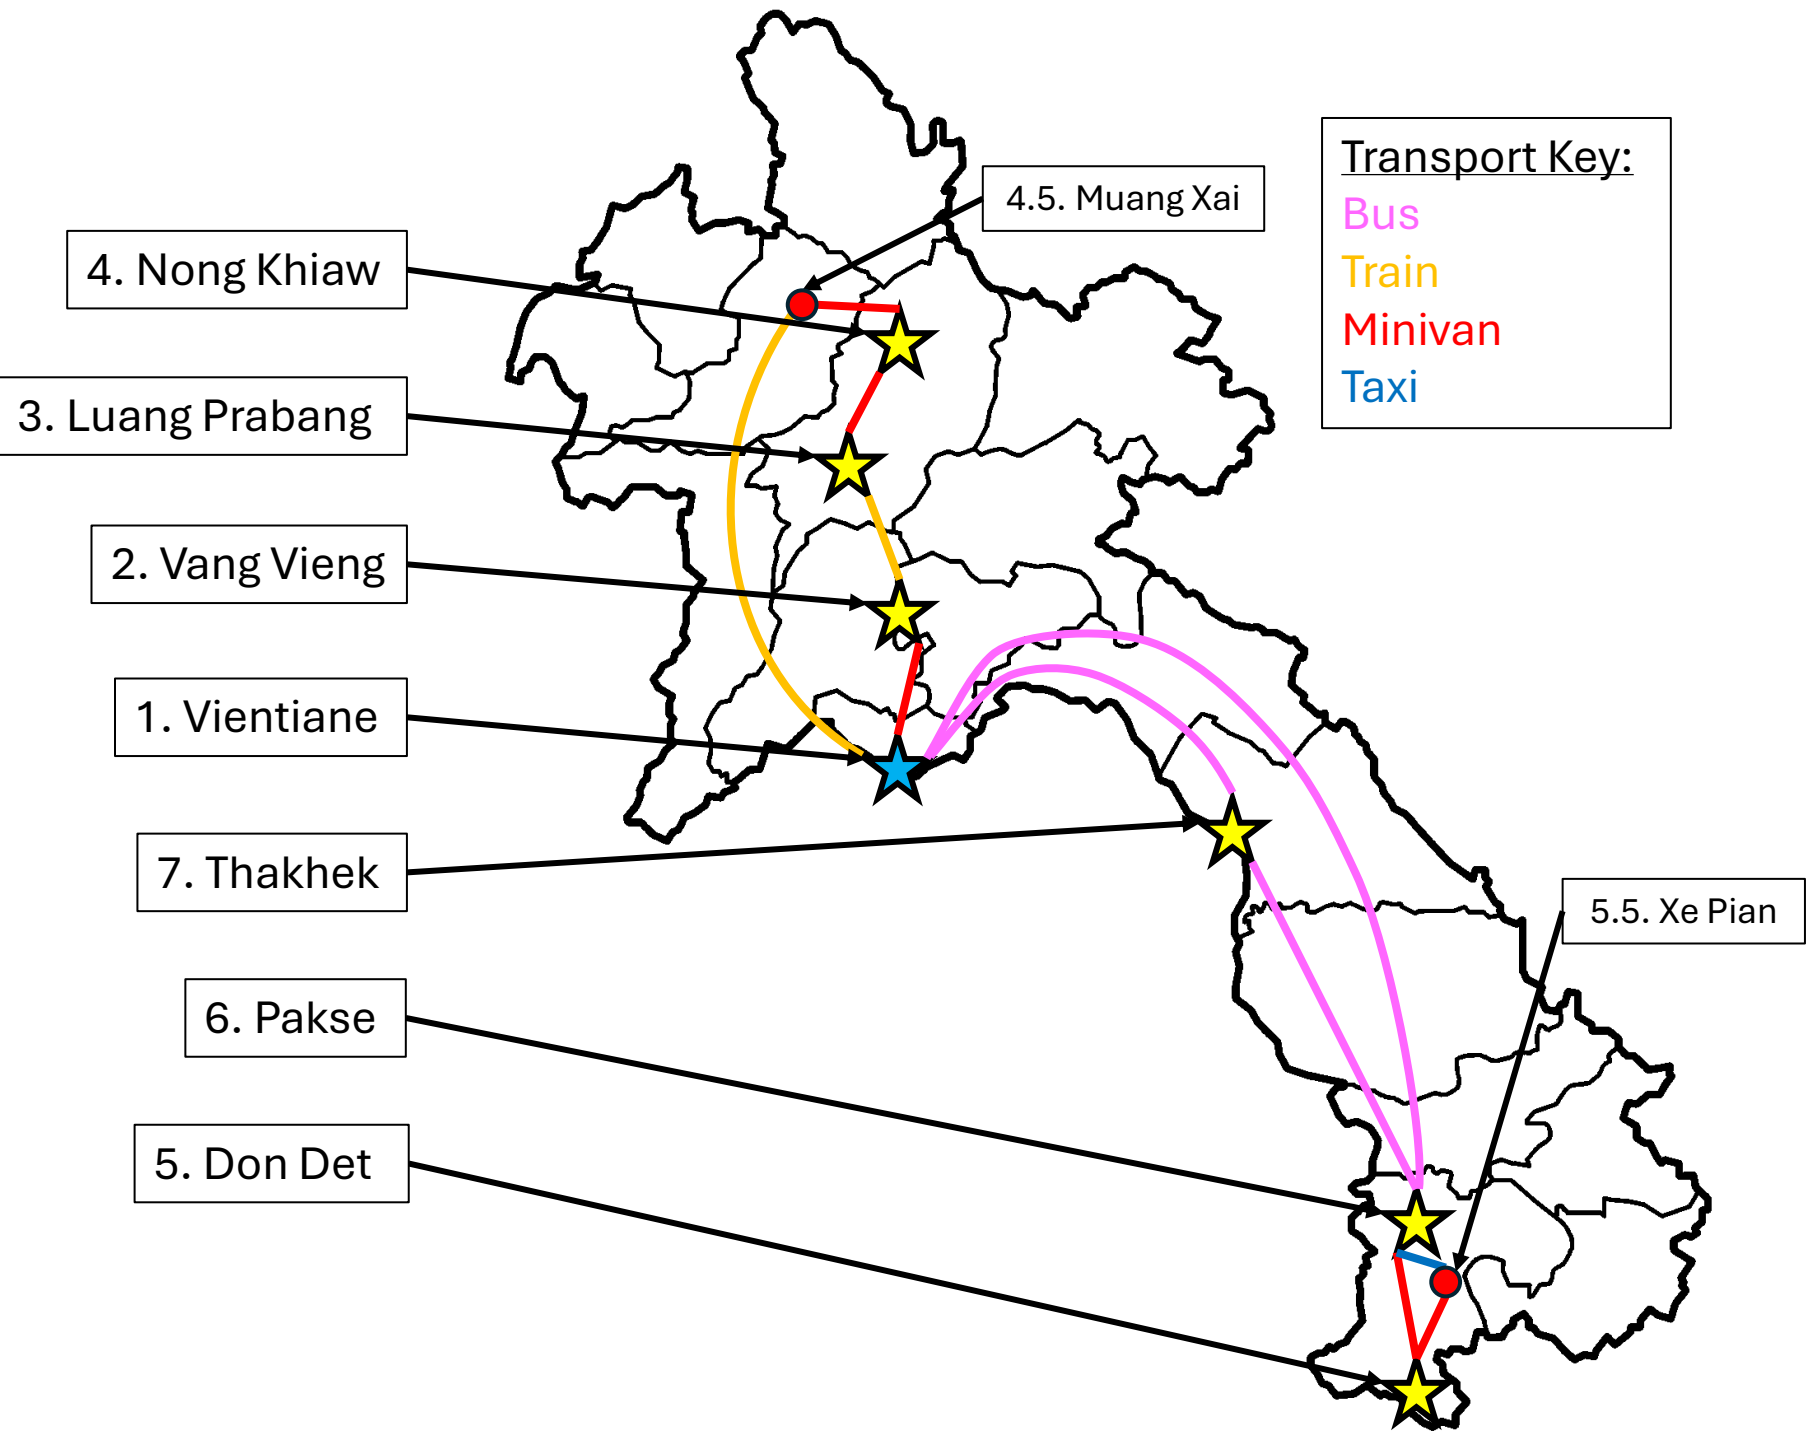 4.5. Muang Xai
Transport Key:
Bus
Train
Minivan
Taxi
4. Nong Khiaw
3. Luang Prabang
2. Vang Vieng
1. Vientiane
7. Thakhek
5.5. Xe Pian
6. Pakse
5. Don Det